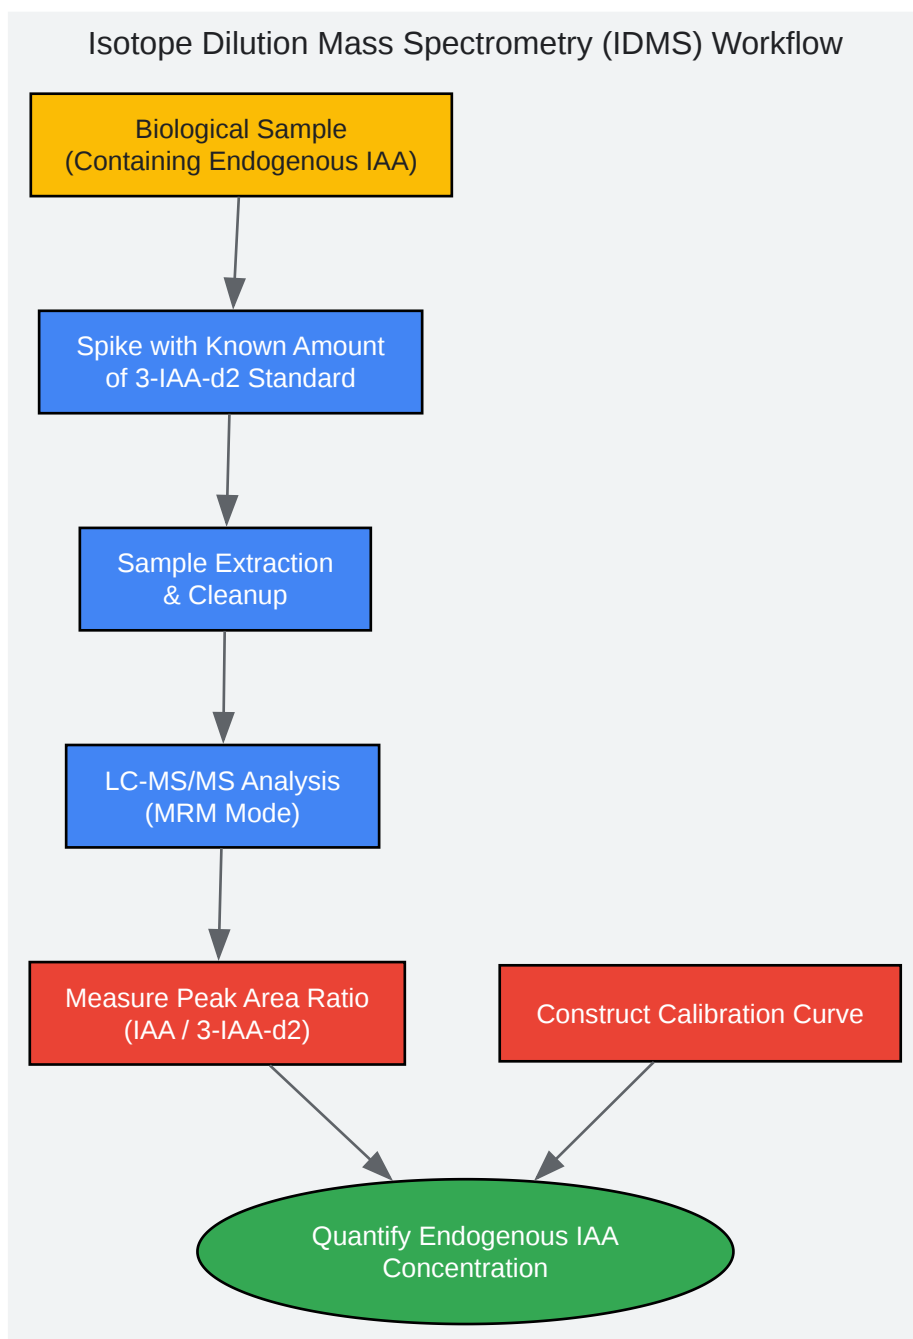 Isotope Dilution Mass Spectrometry (IDMS) Workflow
Biological Sample
(Containing Endogenous IAA)
Spike with Known Amount
of 3-IAA-d2 Standard
Sample Extraction
& Cleanup
LC-MS/MS Analysis
(MRM Mode)
Measure Peak Area Ratio
(IAA / 3-IAA-d2)
Construct Calibration Curve
Quantify Endogenous IAA
Concentration